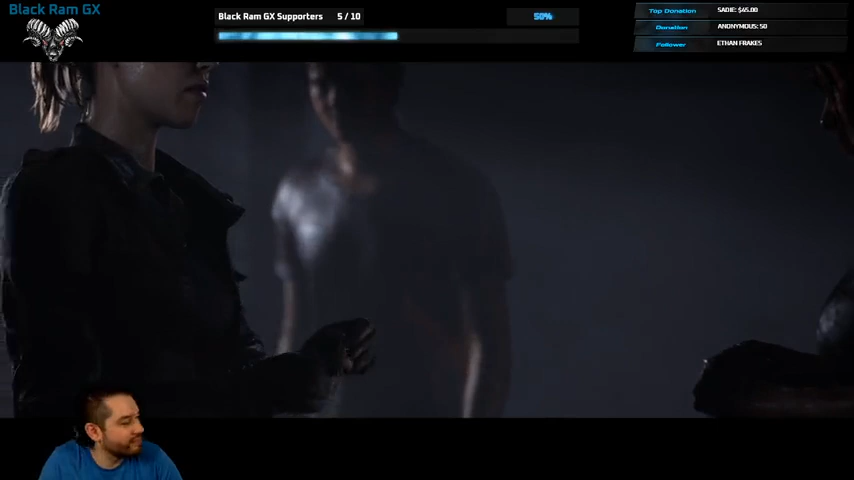 Black Ram GX
Black Ram GX Supporters 5 / 10
50%
Top Donation SADIE: $45.00
Donation ANONYMOUS: 50
Follower ETHAN FRAKES